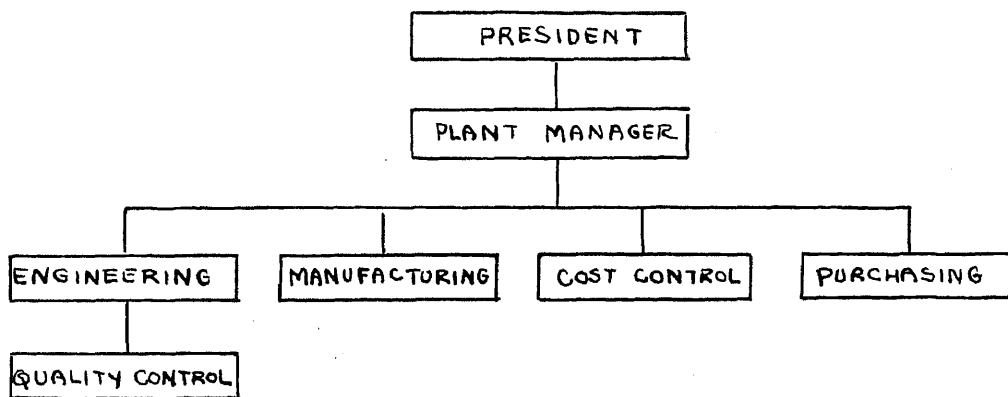 PRESIDENT
PLANT MANAGER
ENGINEERING
MANUFACTURING
COST CONTROL
PURCHASING
QUALITY CONTROL